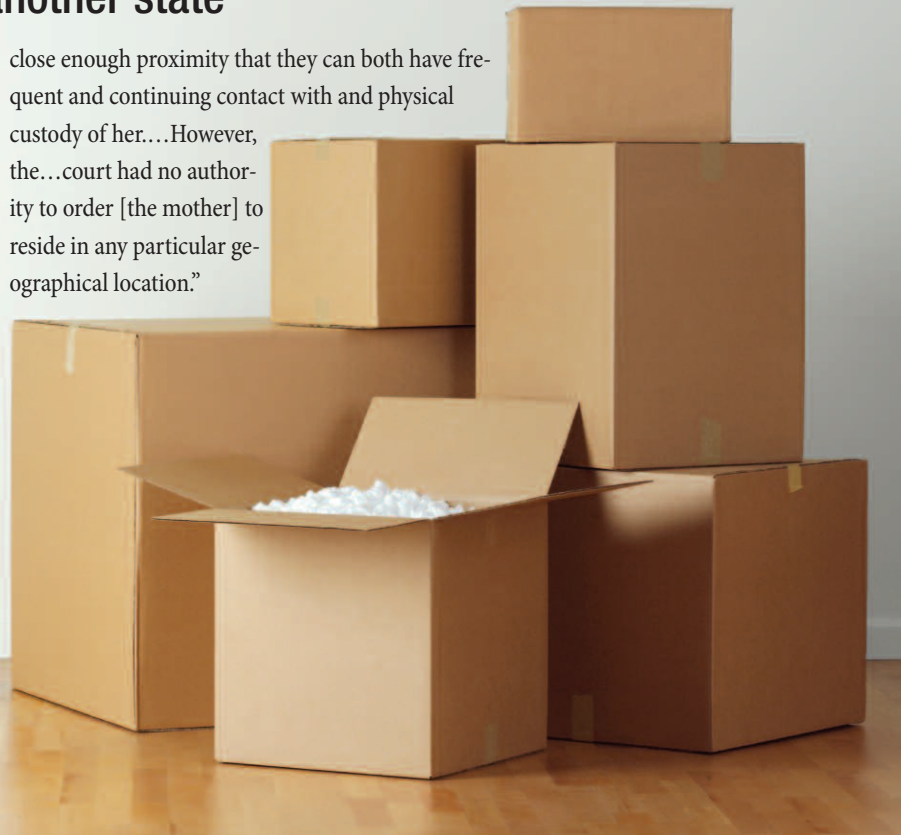 another state
close enough proximity that they can both have fre-
quent and continuing contact with and physical
custody of her.…However,
the…court had no author-
ity to order [the mother] to
reside in any particular ge-
ographical location.”